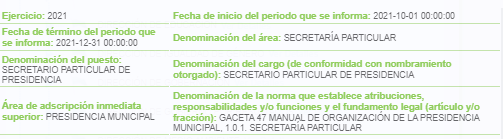 Ejercicio: 2021
Fecha de inicio del periodo que se informa: 2021-10-01 00:00:00
Fecha de término del periodo que
se informa: 2021-12-31 00:00:00
Denominación del área: SECRETARÍA PARTICULAR
Denominación del puesto:
SECRETARIO PARTICULAR DE
PRESIDENCIA
Denominación del cargo (de conformidad con nombramiento
otorgado): SECRETARIO PARTICULAR DE PRESIDENCIA
Área de adscripción inmediata
superior: PRESIDENCIA MUNICIPAL
Denominación de la norma que establece atribuciones,
responsabilidades y/o funciones y el fundamento legal (artículo y/o
fracción): GACETA 47 MANUAL DE ORGANIZACIÓN DE LA PRESIDENCIA
MUNICIPAL, 1.0.1. SECRETARÍA PARTICULAR